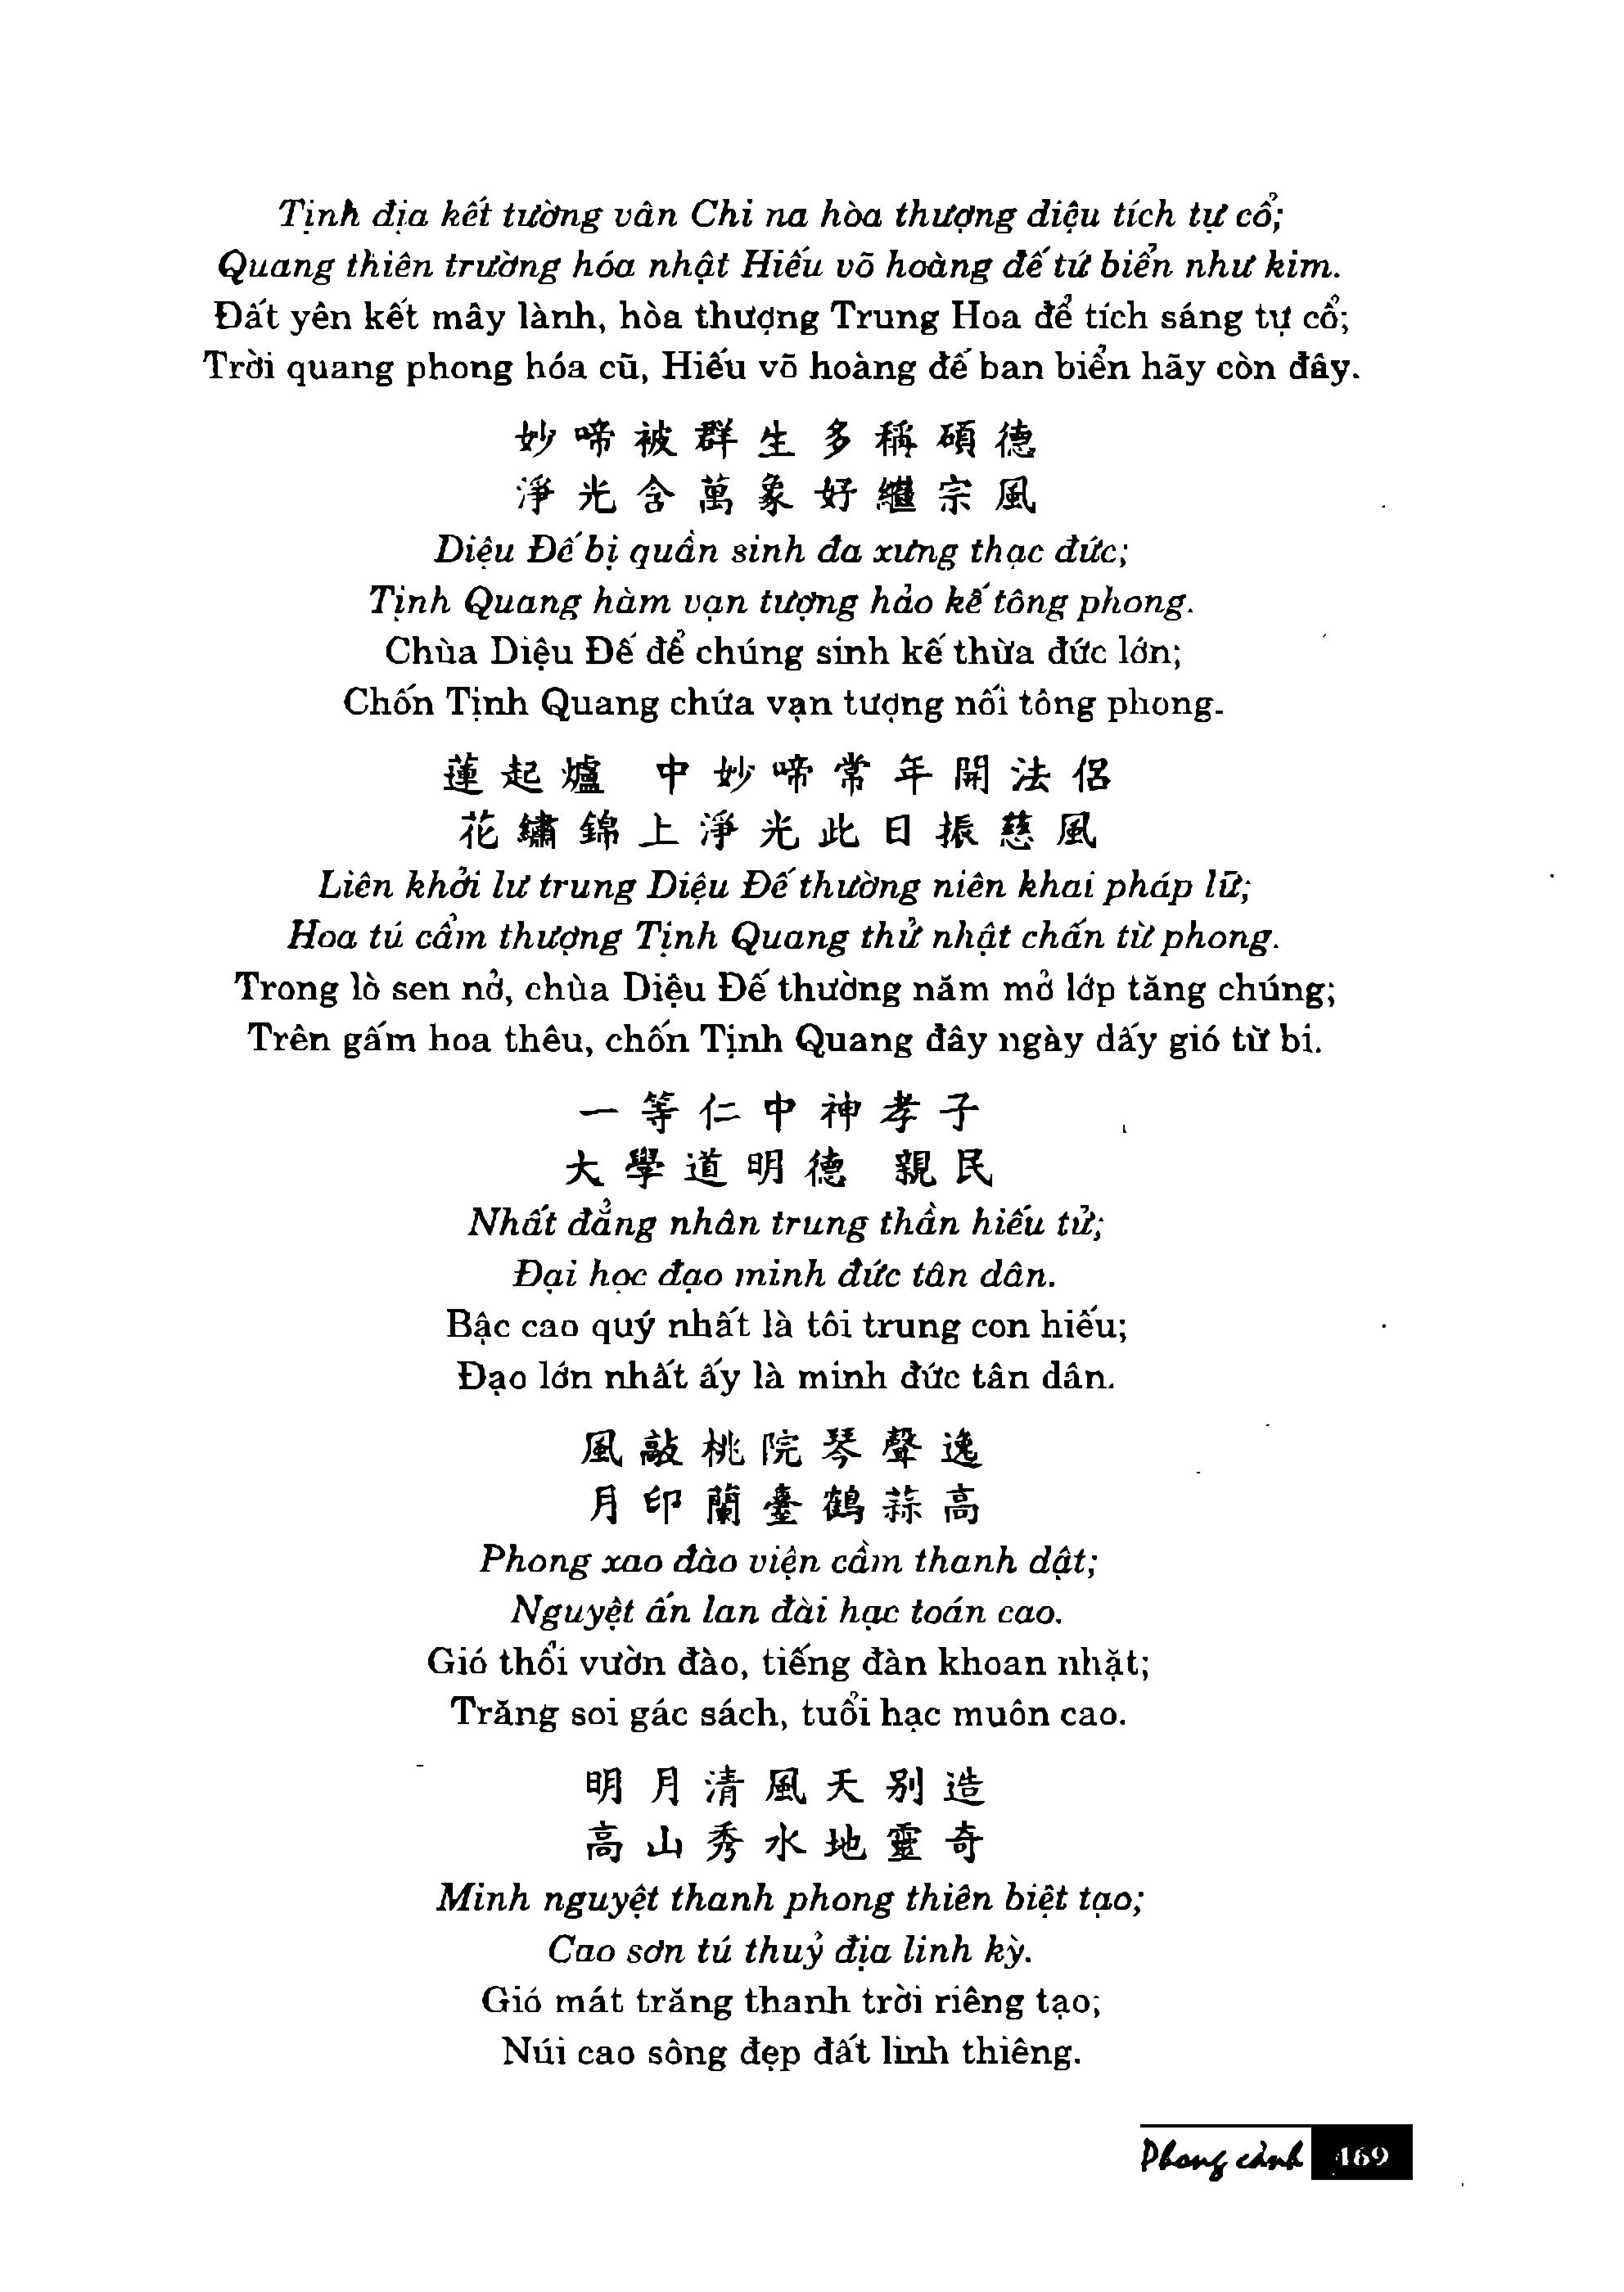 Tịnh địa kết tường vân Chi na hòa thượng diệu tích tự cổ;
Quang thiên trường hóa nhật Hiếu võ hoàng đế tứ biển như kim.
Đất yên kết mây lành, hòa thượng Trung Hoa để tích sáng tự cổ;
Trời quang phong hóa cũ, Hiếu võ hoàng đế ban biển hãy còn đây.
妙啼被群生多稱碩德
淨光含萬象好繼宗風
Diệu Đế bị quần sinh đa xưng thạc đức;
Tịnh Quang hàm vạn tượng hảo kế tông phong.
Chùa Diệu Đế để chúng sinh kế thừa đức lớn;
Chốn Tịnh Quang chứa vạn tượng nối tông phong.
蓮起爐 中妙啼常年開法侶
花繡錦上淨光此日振慈風
Liên khởi lư trung Diệu Đế thường niên khai pháp lữ;
Hoa tú cẩm thượng Tịnh Quang thử nhật chấn từ phong.
Trong lò sen nở, chùa Diệu Đế thường năm mở lớp tăng chúng;
Trên gấm hoa thêu, chốn Tịnh Quang đây ngày dấy gió từ bi.
一等仁中神孝子
大學道明德 親民
Nhất đẳng nhân trung thần hiếu tử;
Đại học đạo minh đức tân dân.
Bậc cao quý nhất là tôi trung con hiếu;
Đạo lớn nhất ấy là minh đức tân dân.
風敲桃院琴聲逸
月印蘭臺鶴蒜高
Phong xao đào viện cầm thanh dật;
Nguyệt ấn lan đài hạc toán cao.
Gió thổi vườn đào, tiếng đàn khoan nhặt;
Trăng soi gác sách, tuổi hạc muôn cao.
明月清風天別造
高山秀水地靈奇
Minh nguyệt thanh phong thiên biệt tạo;
Cao sơn tú thuỷ địa linh kỳ.
Gió mát trăng thanh trời riêng tạo;
Núi cao sông đẹp đất linh thiêng.
Phong cảnh 469